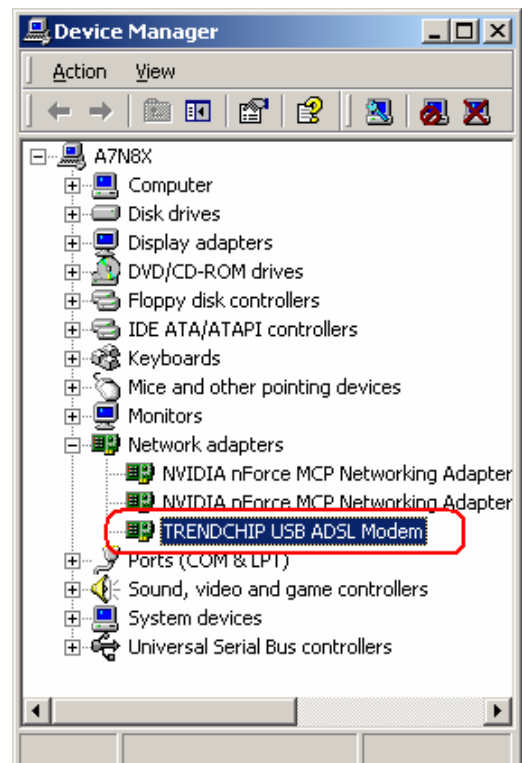 Device Manager
Action View
A7N8X
Computer
Disk drives
Display adapters
DVD/CD-ROM drives
Floppy disk controllers
IDE ATA/ATAPI controllers
Keyboards
Mice and other pointing devices
Monitors
Network adapters
NVIDIA nForce MCP Networking Adapter
NVIDIA nForce MCP Networking Adapter
TRENDCHIP USB ADSL Modem
Ports (COM & LPT)
Sound, video and game controllers
System devices
Universal Serial Bus controllers